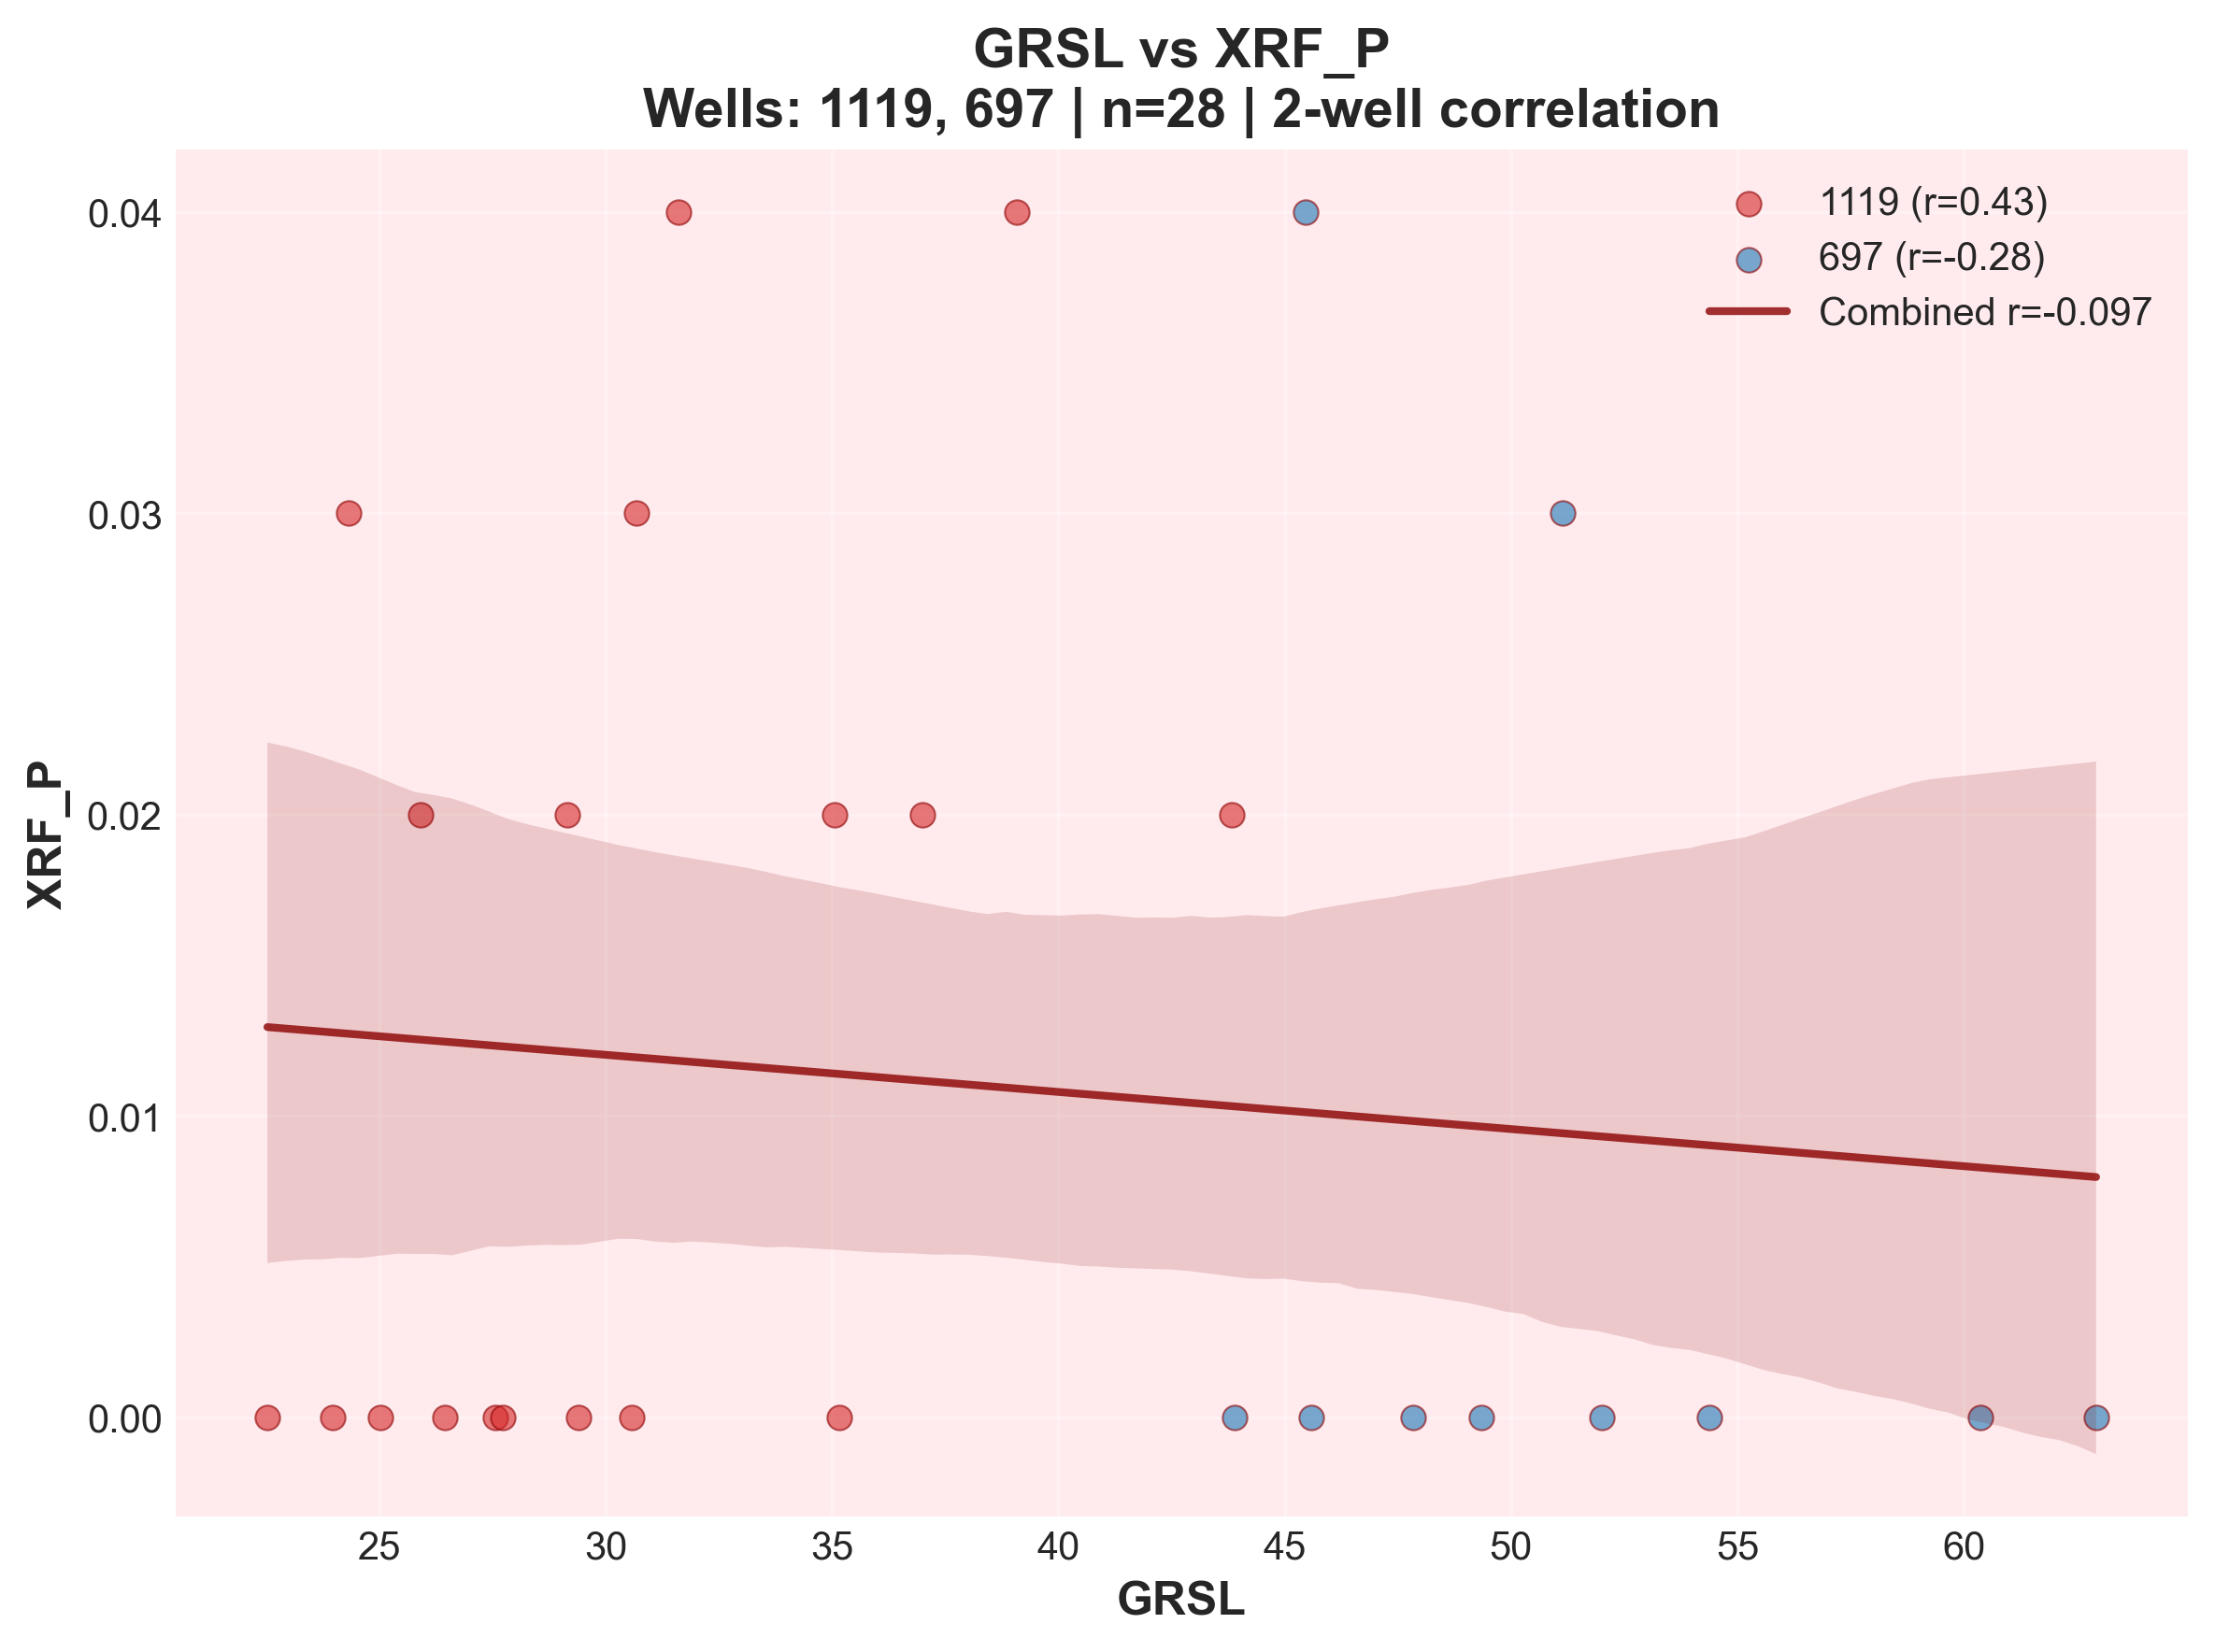 GRSL vs XRF_P
Wells: 1119, 697 | n=28 | 2-well correlation
1119 (r=0.43)
697 (r=-0.28)
Combined r=-0.097
XRF_P
0.04
0.03
0.02
0.01
0.00
25 30 35 40 45 50 55 60
GRSL